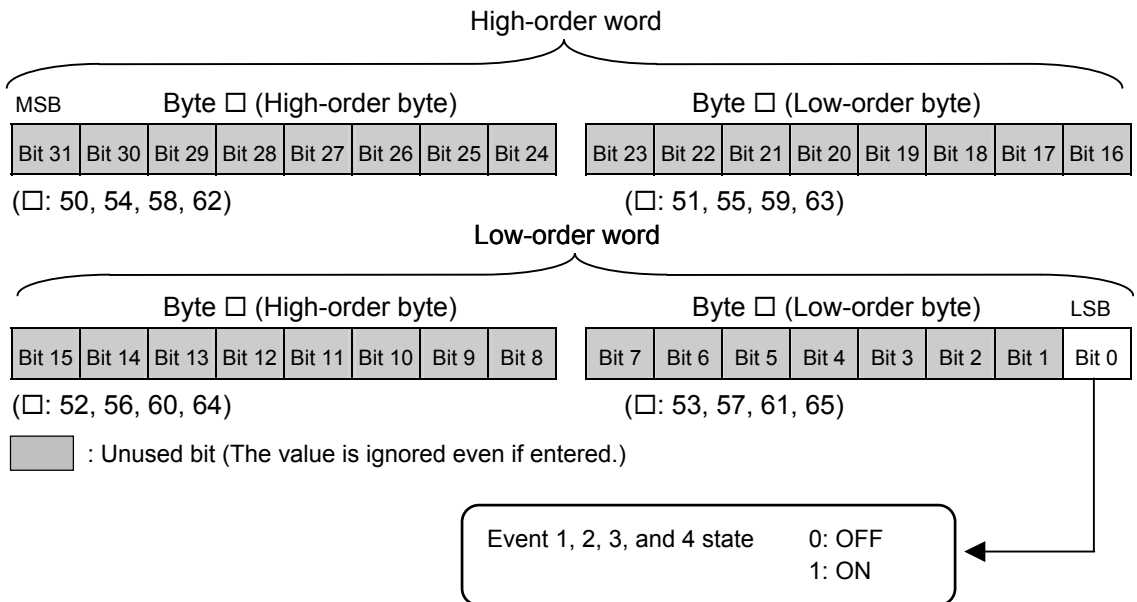 High-order word
MSB Byte □ (High-order byte) Byte □ (Low-order byte)
Bit 31 Bit 30 Bit 29 Bit 28 Bit 27 Bit 26 Bit 25 Bit 24 Bit 23 Bit 22 Bit 21 Bit 20 Bit 19 Bit 18 Bit 17 Bit 16
(□: 50, 54, 58, 62) (□: 51, 55, 59, 63)
Low-order word
Byte □ (High-order byte) Byte □ (Low-order byte) LSB
Bit 15 Bit 14 Bit 13 Bit 12 Bit 11 Bit 10 Bit 9 Bit 8 Bit 7 Bit 6 Bit 5 Bit 4 Bit 3 Bit 2 Bit 1 Bit 0
(□: 52, 56, 60, 64) (□: 53, 57, 61, 65)
: Unused bit (The value is ignored even if entered.)
Event 1, 2, 3, and 4 state 0: OFF
1: ON